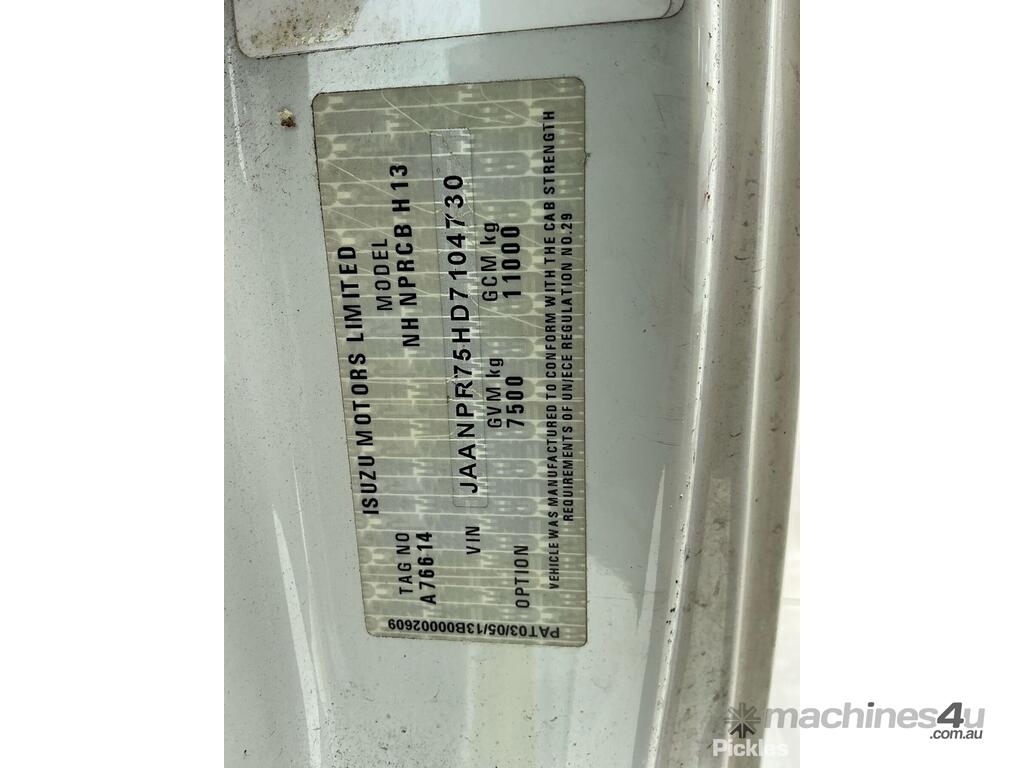 ISUZU MOTORS LIMITED
TAG NO MODEL
A76614 NH NPRCB H 13
VIN JAANPR75HD7104730
GVM kg GCM kg
7500 11000
OPTION
VEHICLE WAS MANUFACTURED TO CONFORM WITH THE CAB STRENGTH
REQUIREMENTS OF UN/ECE REGULATION NO.29
PAT03/05/13B00002609
machines4u
.com.au
Pickles